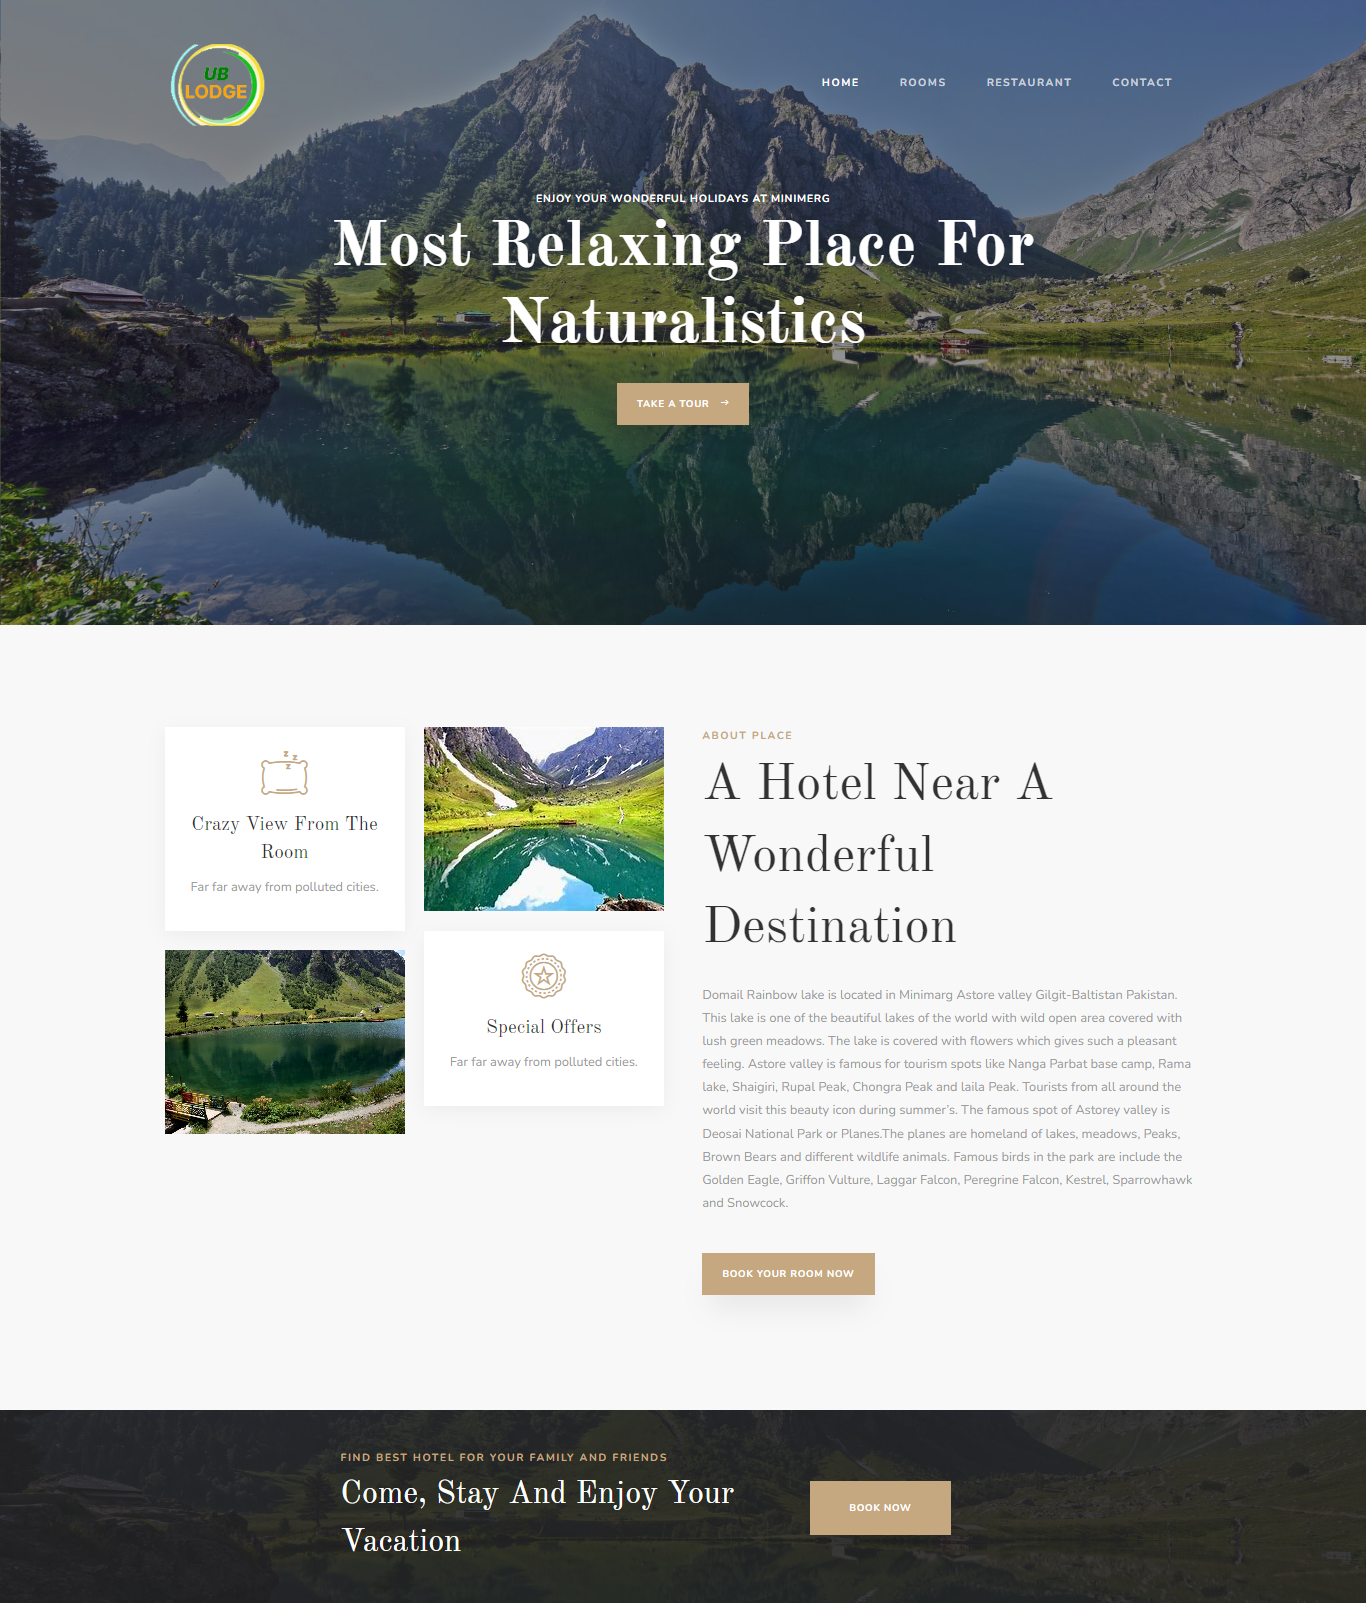 UB
LODGE
HOME ROOMS RESTAURANT CONTACT
ENJOY YOUR WONDERFUL HOLIDAYS AT MINIMERG
Most Relaxing Place For
Naturalistics
TAKE A TOUR →
z z z
Crazy View From The
Room
Far far away from polluted cities.
Special Offers
Far far away from polluted cities.
ABOUT PLACE
A Hotel Near A
Wonderful
Destination
Domail Rainbow lake is located in Minimarg Astore valley Gilgit-Baltistan Pakistan.
This lake is one of the beautiful lakes of the world with wild open area covered with
lush green meadows. The lake is covered with flowers which gives such a pleasant
feeling. Astore valley is famous for tourism spots like Nanga Parbat base camp, Rama
lake, Shaigiri, Rupal Peak, Chongra Peak and laila Peak. Tourists from all around the
world visit this beauty icon during summer's. The famous spot of Astorey valley is
Deosai National Park or Planes.The planes are homeland of lakes, meadows, Peaks,
Brown Bears and different wildlife animals. Famous birds in the park are include the
Golden Eagle, Griffon Vulture, Laggar Falcon, Peregrine Falcon, Kestrel, Sparrowhawk
and Snowcock.
BOOK YOUR ROOM NOW
FIND BEST HOTEL FOR YOUR FAMILY AND FRIENDS
Come, Stay And Enjoy Your
Vacation
BOOK NOW